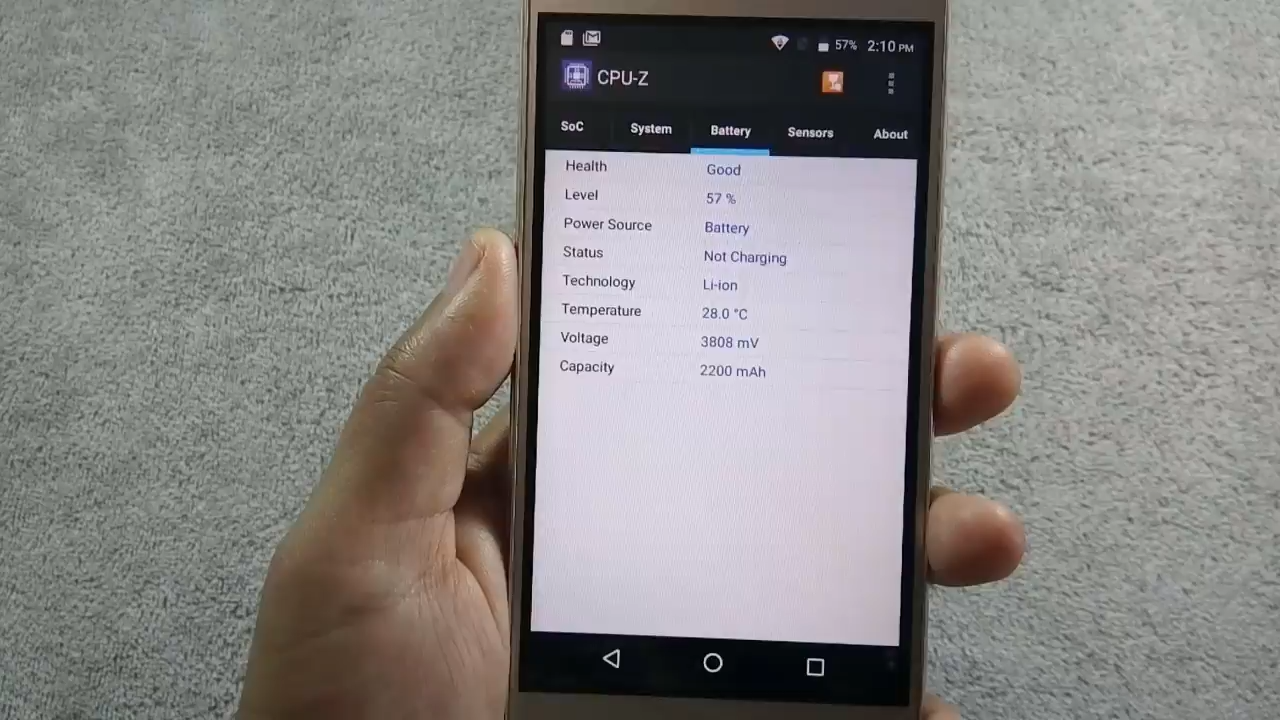 57% 2:10 PM
CPU-Z
SoC System Battery Sensors About
Health Good
Level 57 %
Power Source Battery
Status Not Charging
Technology Li-ion
Temperature 28.0 °C
Voltage 3808 mV
Capacity 2200 mAh